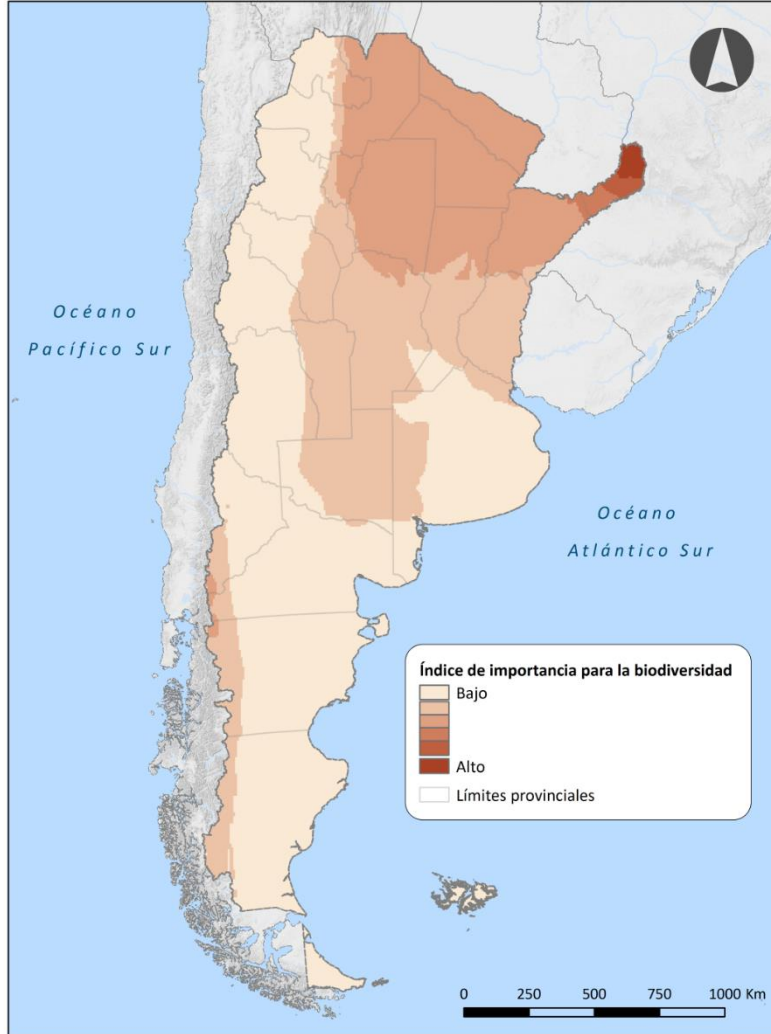 Océano
Pacífico Sur
Océano
Atlántico Sur
Índice de importancia para la biodiversidad
Bajo
Alto
Límites provinciales
0 250 500 750 1000 Km